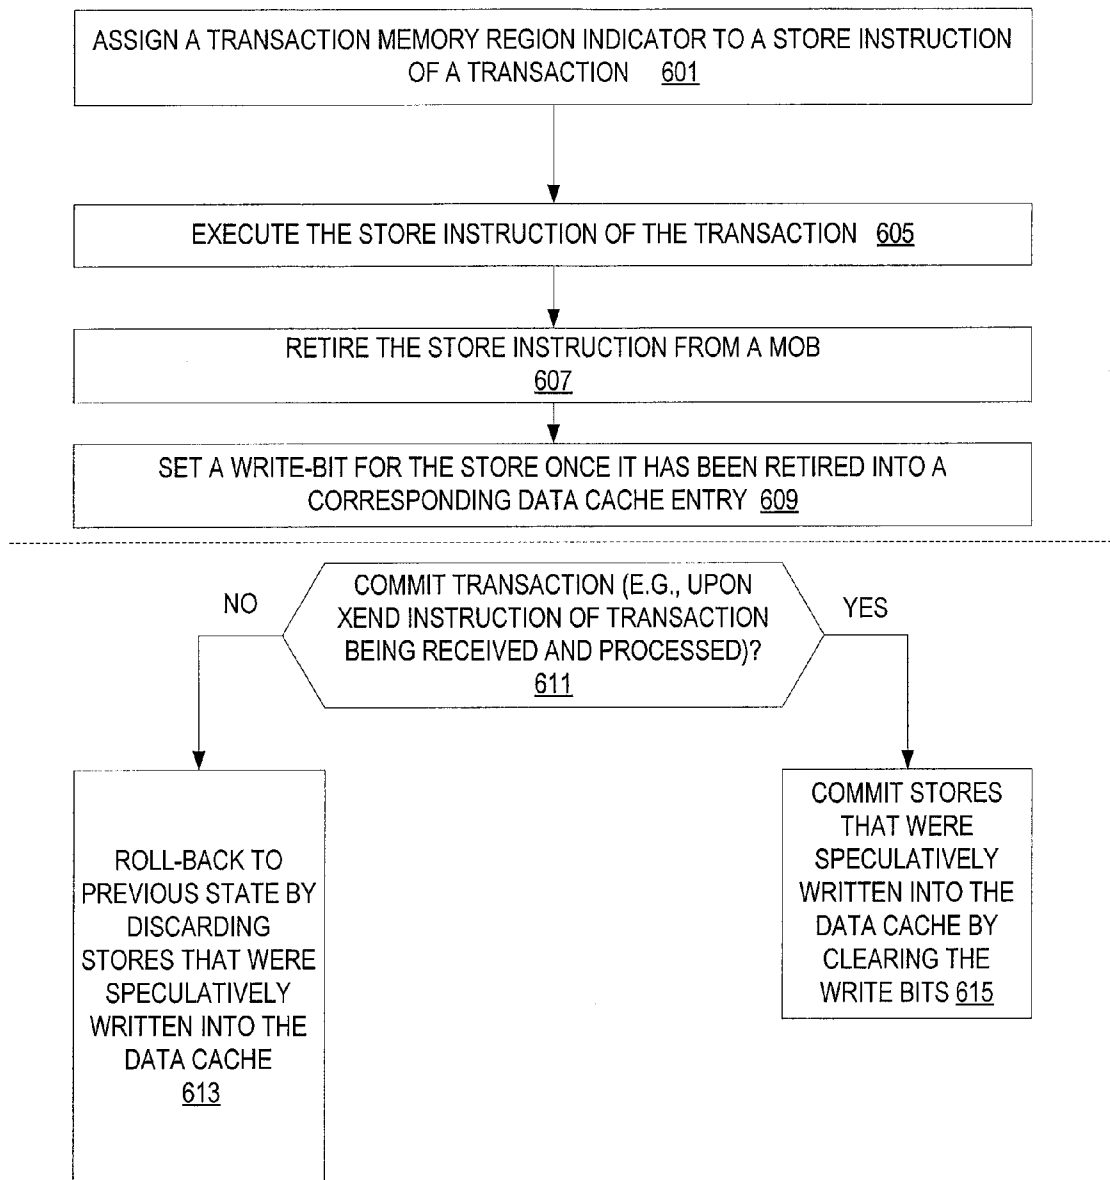 ASSIGN A TRANSACTION MEMORY REGION INDICATOR TO A STORE INSTRUCTION
OF A TRANSACTION 601
EXECUTE THE STORE INSTRUCTION OF THE TRANSACTION 605
RETIRE THE STORE INSTRUCTION FROM A MOB
607
SET A WRITE-BIT FOR THE STORE ONCE IT HAS BEEN RETIRED INTO A
CORRESPONDING DATA CACHE ENTRY 609
COMMIT TRANSACTION (E.G., UPON
XEND INSTRUCTION OF TRANSACTION
BEING RECEIVED AND PROCESSED)?
611
NO
YES
ROLL-BACK TO
PREVIOUS STATE BY
DISCARDING
STORES THAT WERE
SPECULATIVELY
WRITTEN INTO THE
DATA CACHE
613
COMMIT STORES
THAT WERE
SPECULATIVELY
WRITTEN INTO THE
DATA CACHE BY
CLEARING THE
WRITE BITS 615